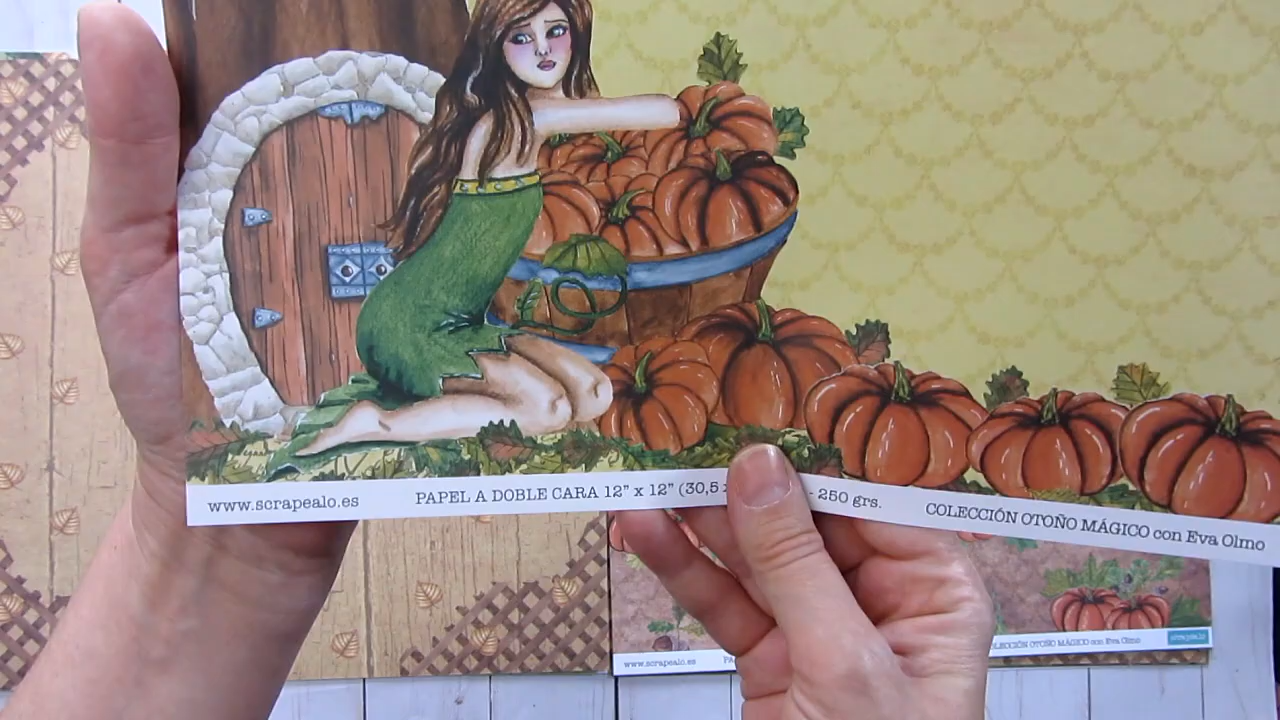 www.scrapealo.es PAPEL A DOBLE CARA 12" x 12" (30,5 - 250 grs. COLECCIÓN OTOÑO MÁGICO con Eva Olmo
www.scrapealo.es COLECCIÓN OTOÑO MÁGICO con Eva Olmo scrapealo